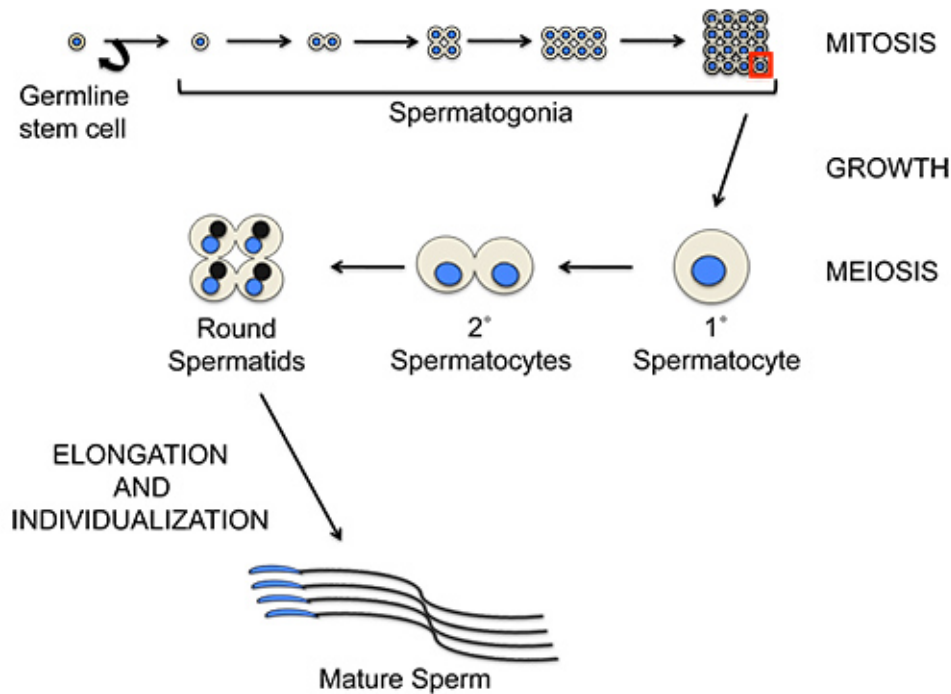 MITOSIS
Germline
stem cell
Spermatogonia
GROWTH
MEIOSIS
Round
Spermatids
2°
Spermatocytes
1°
Spermatocyte
ELONGATION
AND
INDIVIDUALIZATION
Mature Sperm